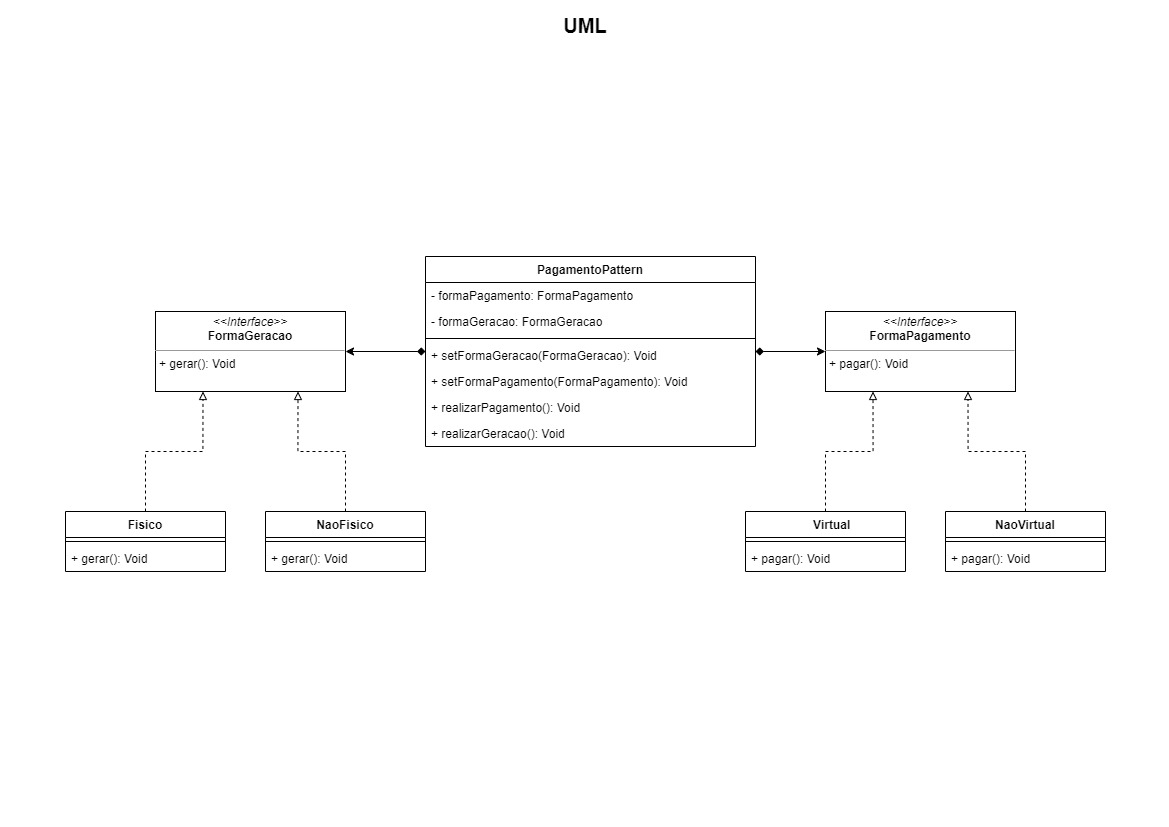 UML
PagamentoPattern
- formaPagamento: FormaPagamento
- formaGeracao: FormaGeracao
+ setFormaGeracao(FormaGeracao): Void
+ setFormaPagamento(FormaPagamento): Void
+ realizarPagamento(): Void
+ realizarGeracao(): Void
<<Interface>>
FormaGeracao
+ gerar(): Void
<<Interface>>
FormaPagamento
+ pagar(): Void
Fisico
+ gerar(): Void
NaoFisico
+ gerar(): Void
Virtual
+ pagar(): Void
NaoVirtual
+ pagar(): Void